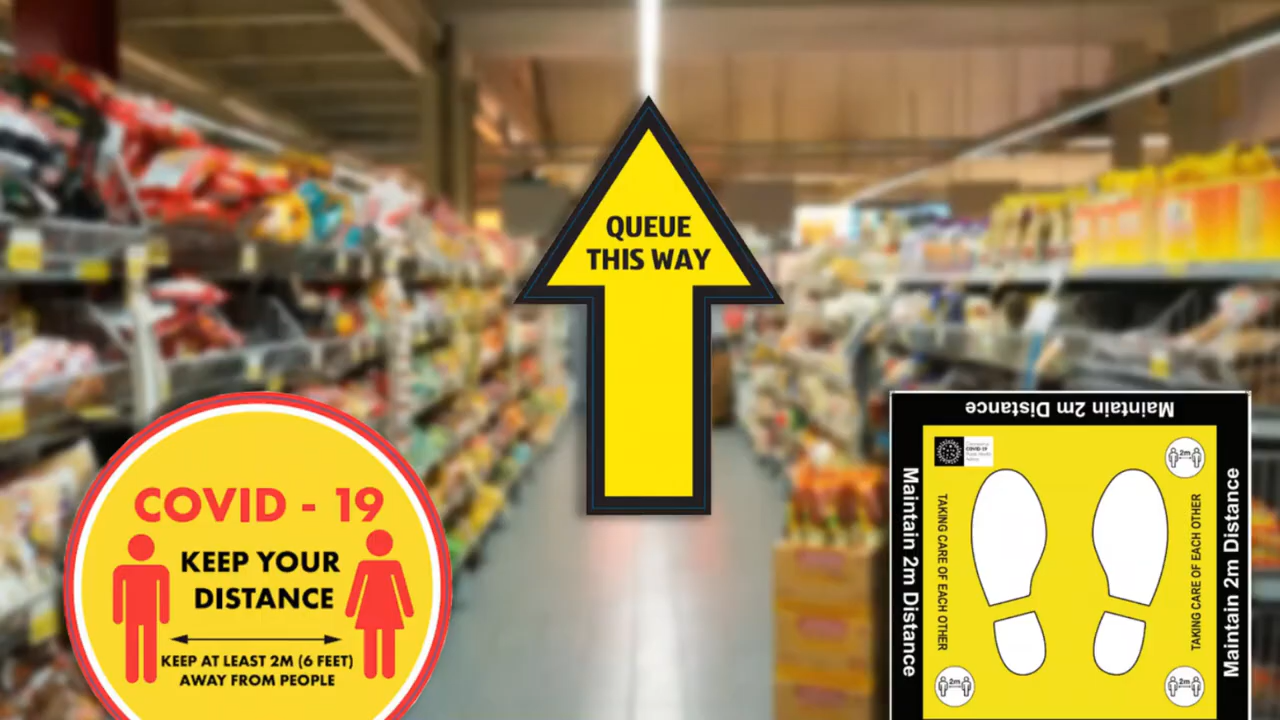 QUEUE
THIS WAY
COVID - 19
KEEP YOUR
DISTANCE
KEEP AT LEAST 2M (6 FEET)
AWAY FROM PEOPLE
Maintain 2m Distance
Maintain 2m Distance
Maintain 2m Distance
COVID-19
TAKING CARE OF EACH OTHER
TAKING CARE OF EACH OTHER
2m
2m
2m